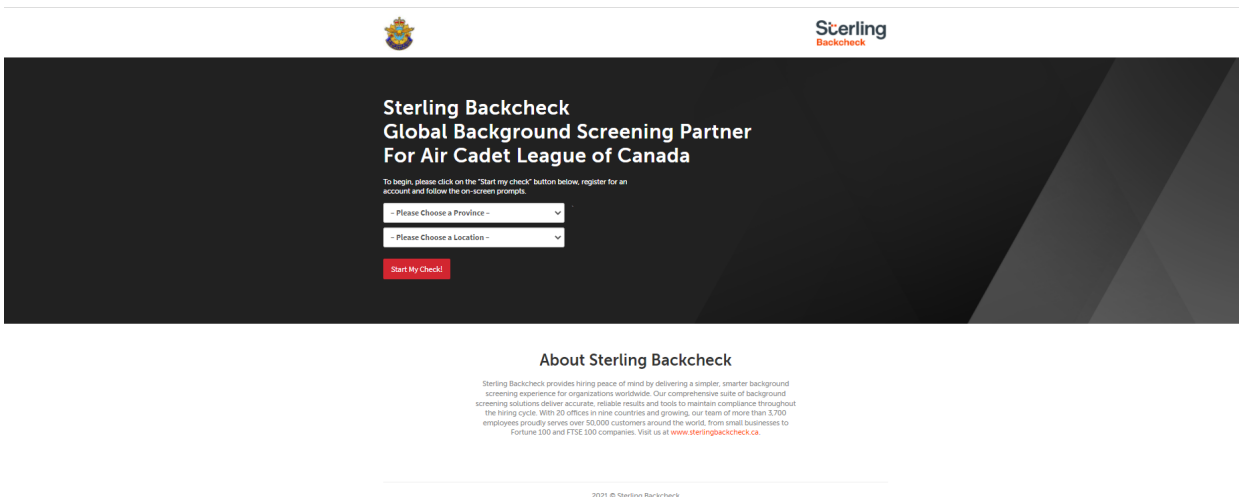 Sterling
Backcheck
Sterling Backcheck
Global Background Screening Partner
For Air Cadet League of Canada
To begin, please click on the "Start my check" button below, register for an
account and follow the on-screen prompts.
– Please Choose a Province –
– Please Choose a Location –
Start My Check!
About Sterling Backcheck
Sterling Backcheck provides hiring peace of mind by delivering a simpler, smarter background
screening experience for organizations worldwide. Our comprehensive suite of background
screening solutions deliver accurate, reliable results and tools to maintain compliance throughout
the hiring cycle. With 20 offices in nine countries and growing, our team of more than 3,700
employees proudly serves over 50,000 customers around the world, from small businesses to
Fortune 100 and FTSE 100 companies. Visit us at www.sterlingbackcheck.ca.
2021 © Sterling Backcheck